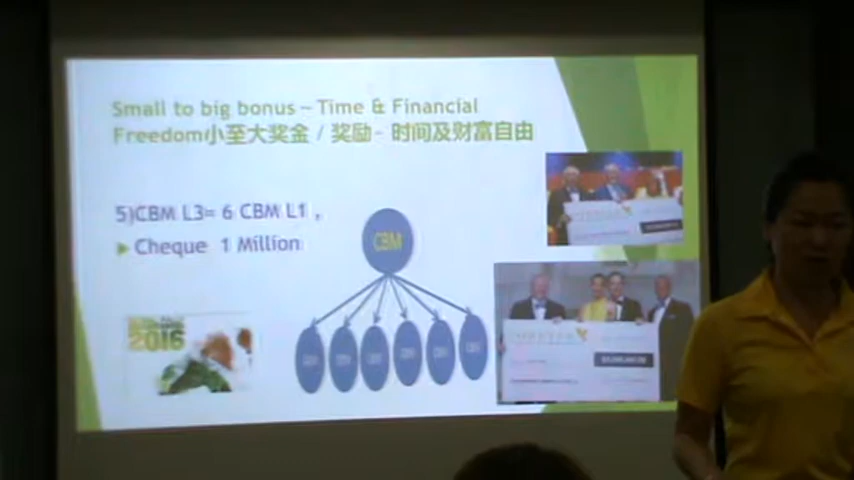 Small to big bonus – Time & Financial
Freedom小至大奖金 / 奖励 - 时间及财富自由
5)CBM L3= 6 CBM L1 ,
Cheque 1 Million
CBM
2016